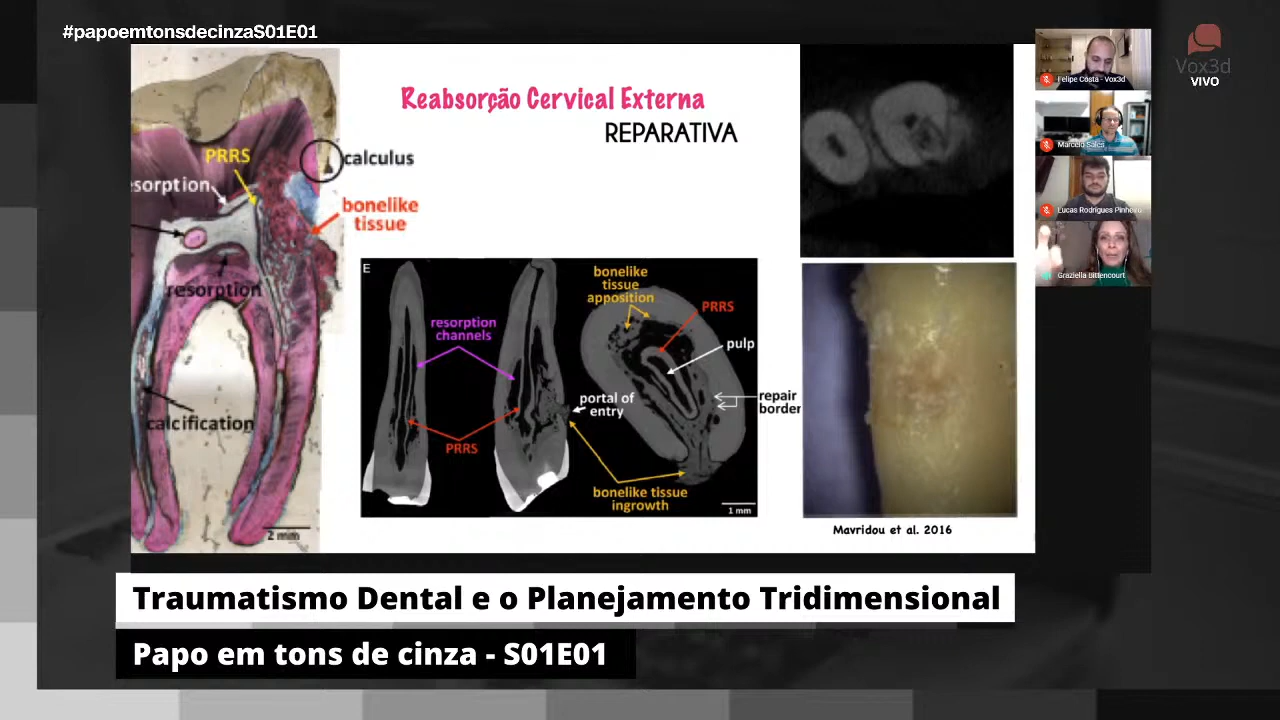 #papoemtonsdecinzaS01E01
Vox3d
VIVO
Felipe Costa - Vox3d
Marcelo Sales
Lucas Rodrigues Pinheiro
Graziella Bittencourt
Reabsorção Cervical Externa
REPARATIVA
PRRS
calculus
esorption
bonelike
tissue
resorption
calcification
2 mm
E
resorption
channels
PRRS
portal of
entry
bonelike
tissue
apposition
PRRS
pulp
repair
border
bonelike tissue
ingrowth
1 mm
Mavridou et al. 2016
Traumatismo Dental e o Planejamento Tridimensional
Papo em tons de cinza - S01E01